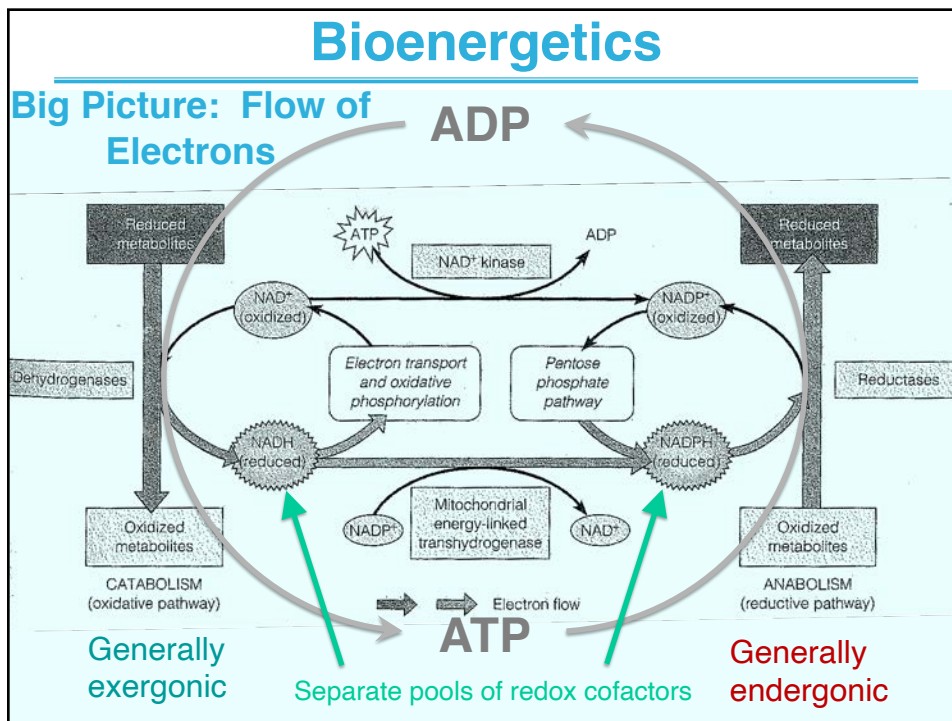 Bioenergetics
Big Picture: Flow of
Electrons
ADP
Reduced
metabolites
ATP
NAD⁺ kinase
ADP
Reduced
metabolites
NAD⁺
(oxidized)
NADP⁺
(oxidized)
Dehydrogenases
Electron transport
and oxidative
phosphorylation
Pentose
phosphate
pathway
Reductases
NADH
(reduced)
NADPH
(reduced)
Oxidized
metabolites
NADP⁺
Mitochondrial
energy-linked
transhydrogenase
NAD⁺
Oxidized
metabolites
CATABOLISM
(oxidative pathway)
Electron flow
ANABOLISM
(reductive pathway)
ATP
Generally
exergonic
Separate pools of redox cofactors
Generally
endergonic